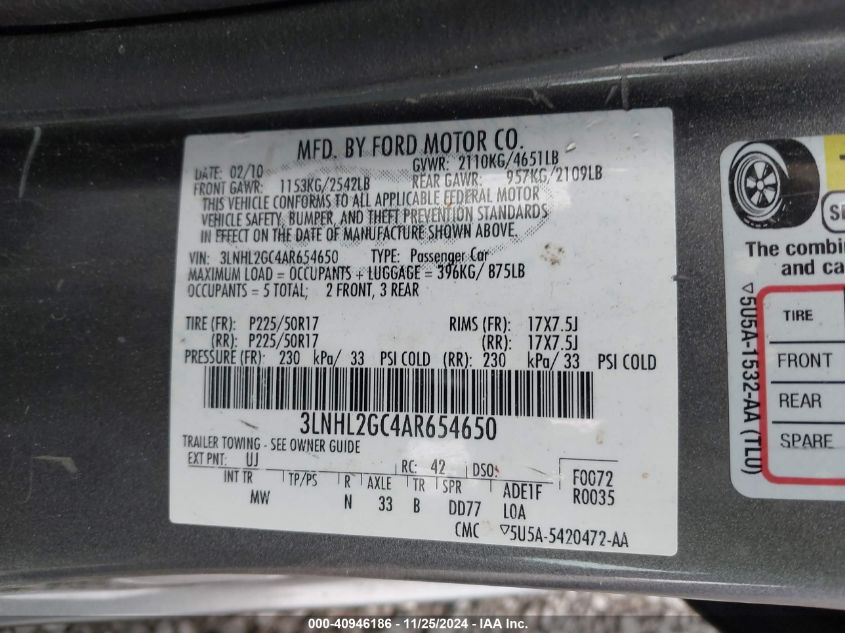 MFD. BY FORD MOTOR CO.
DATE: 02/10 GVWR: 2110KG/4651LB
FRONT GAWR: 1153KG/2542LB REAR GAWR: 957KG/2109LB
THIS VEHICLE CONFORMS TO ALL APPLICABLE FEDERAL MOTOR
VEHICLE SAFETY, BUMPER, AND THEFT PREVENTION STANDARDS
IN EFFECT ON THE DATE OF MANUFACTURE SHOWN ABOVE.
VIN: 3LNHL2GC4AR654650 TYPE: Passenger Car
MAXIMUM LOAD = OCCUPANTS + LUGGAGE = 396KG/ 875LB
OCCUPANTS = 5 TOTAL; 2 FRONT, 3 REAR
TIRE (FR): P225/50R17 RIMS (FR): 17X7.5J
(RR): P225/50R17 (RR): 17X7.5J
PRESSURE (FR): 230 kPa/ 33 PSI COLD (RR): 230 kPa/ 33 PSI COLD
3LNHL2GC4AR654650
TRAILER TOWING - SEE OWNER GUIDE
EXT PNT: UJ RC: 42 DSO: F0072
INT TR TP/PS R AXLE TR SPR ADE1F R0035
MW N 33 B DD77 LOA
CMC ▽5U5A-5420472-AA
The combin
and ca
TIRE
FRONT
REAR
SPARE
▽5U5A-1532-AA (TL0)
000-40946186 - 11/25/2024 - IAA Inc.